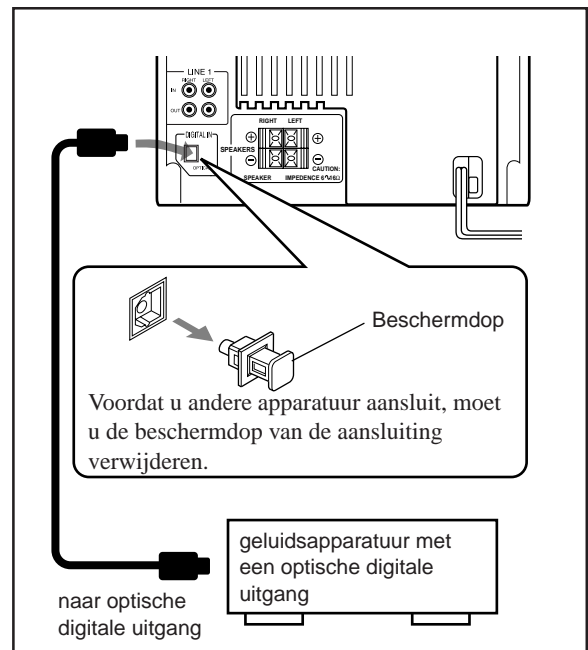 LINE 1
RIGHT LEFT
IN
OUT
DIGITAL IN
RIGHT LEFT
SPEAKERS
CAUTION:
SPEAKER IMPEDENCE 6
Beschermdop
Voordat u andere apparatuur aansluit, moet
u de beschermdop van de aansluiting
verwijderen.
geluidsapparatuur met
een optische digitale
uitgang
naar optische
digitale uitgang